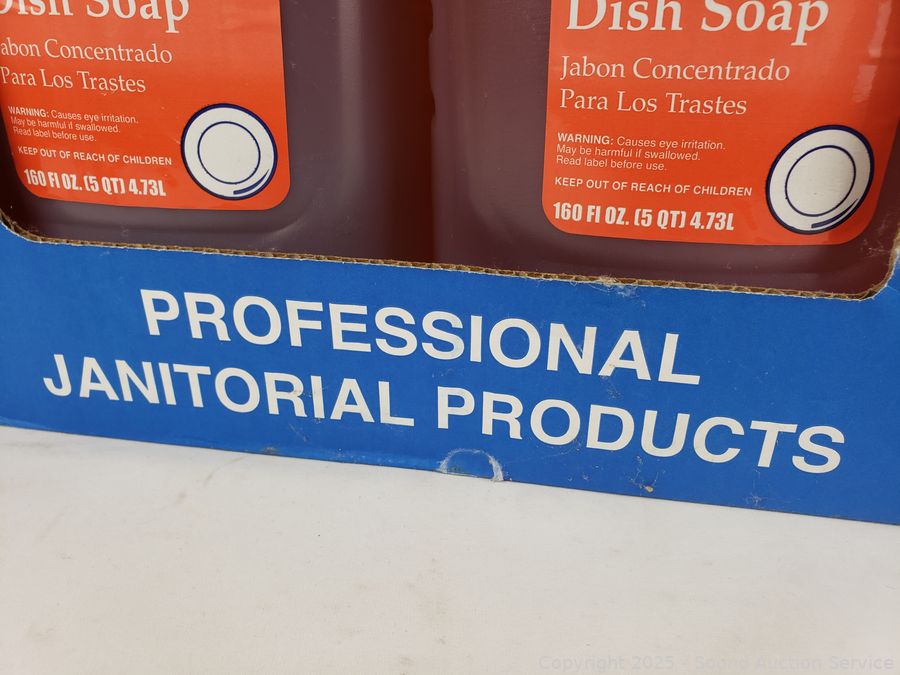 Dish Soap
Jabon Concentrado
Para Los Trastes
WARNING: Causes eye irritation.
May be harmful if swallowed.
Read label before use.
KEEP OUT OF REACH OF CHILDREN
160 Fl OZ. (5 QT) 4.73L
Dish Soap
Jabon Concentrado
Para Los Trastes
WARNING: Causes eye irritation.
May be harmful if swallowed.
Read label before use.
KEEP OUT OF REACH OF CHILDREN
160 Fl OZ. (5 QT) 4.73L
PROFESSIONAL
JANITORIAL PRODUCTS
Copyright 2025 - Sound Auction Service